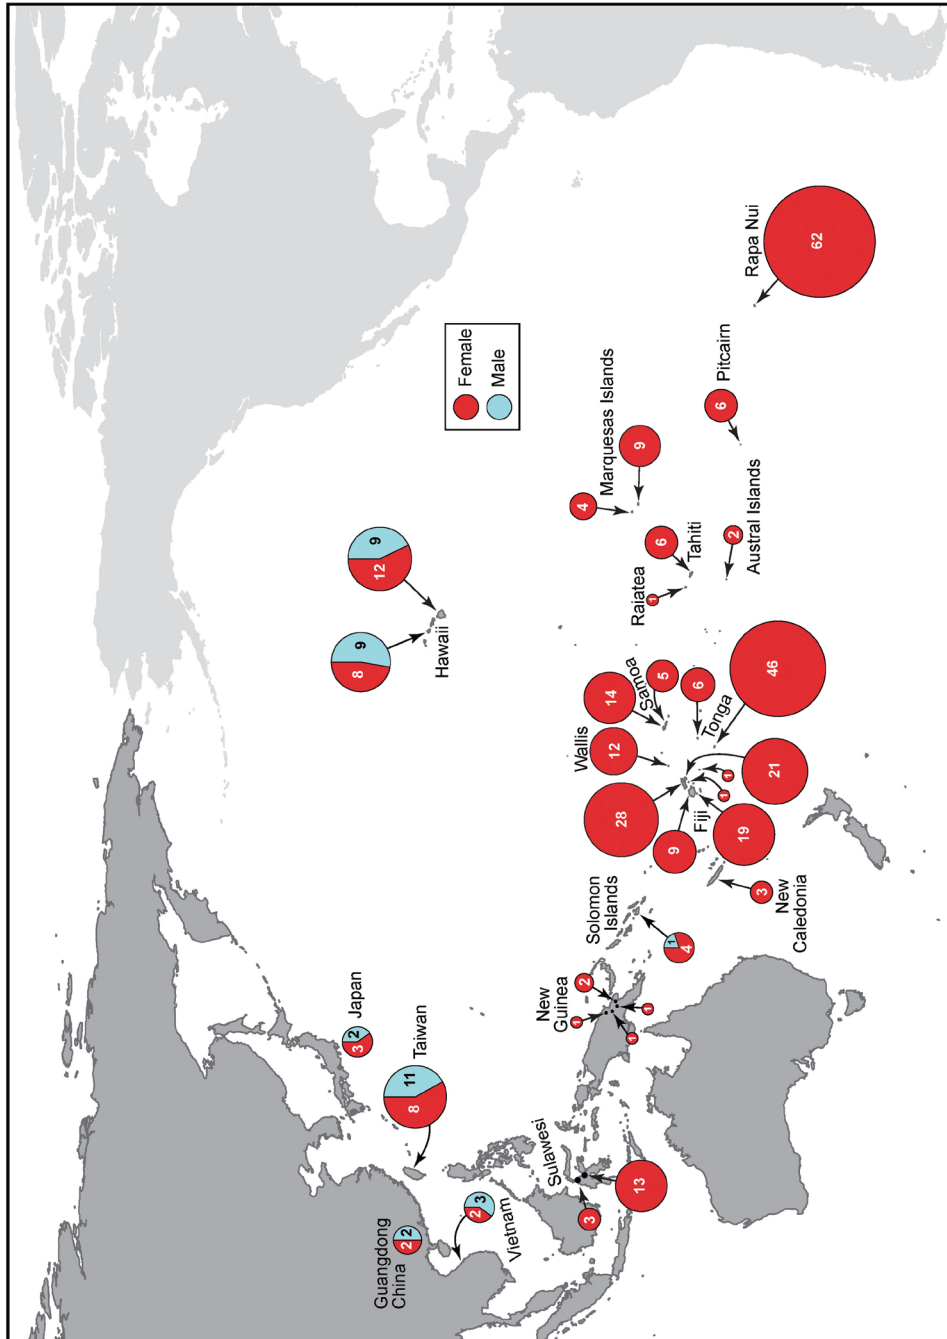 Female
Male
Guangdong
China
2
2
Vietnam
2
3
Taiwan
8
11
Japan
3
2
Hawaii
8
9
12
9
Sulawesi
3
13
New
Guinea
1
2
1
1
Solomon
Islands
4
1
New
Caledonia
3
Fiji
28
9
19
21
1
1
Wallis
12
Samoa
14
5
Tonga
6
46
Raiatea
1
Tahiti
6
Marquesas Islands
4
9
Austral Islands
2
Pitcairn
6
Rapa Nui
62